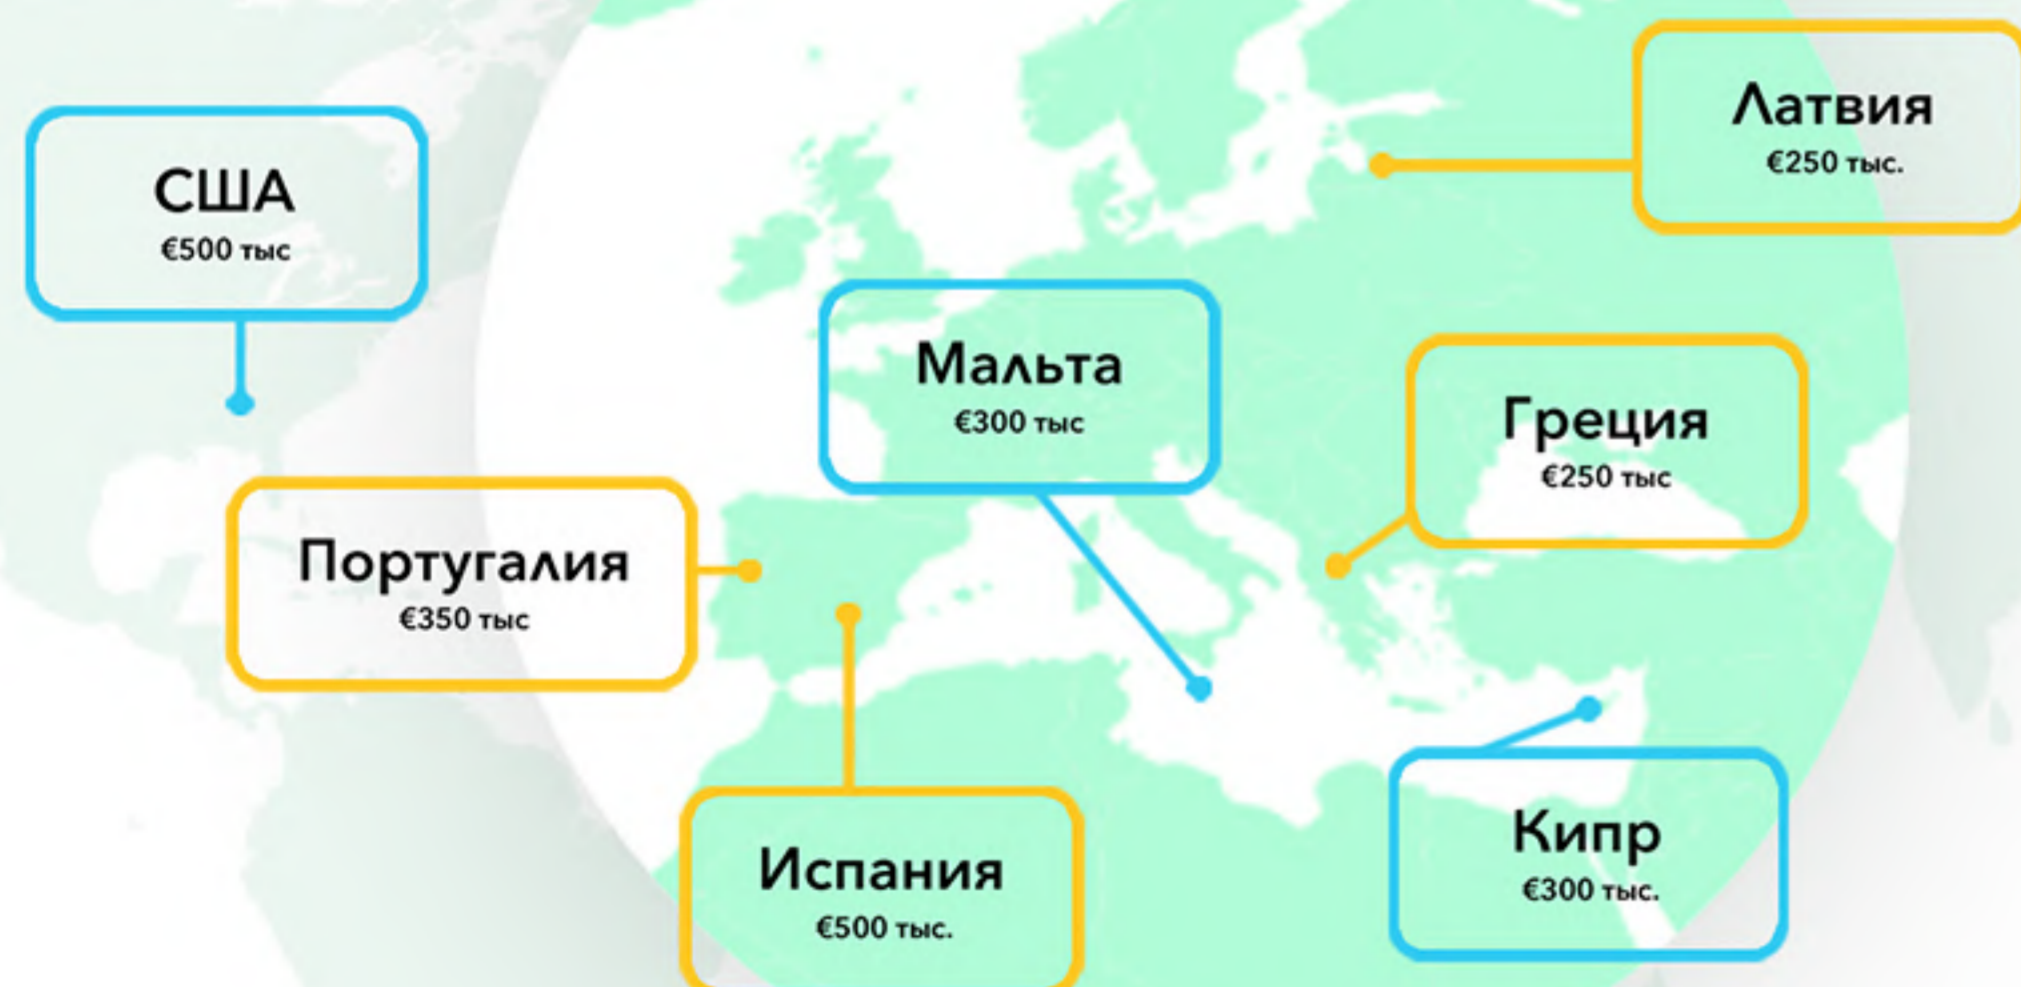 Латвия
€250 тыс.
США
€500 тыс
Мальта
€300 тыс
Греция
€250 тыс
Португалия
€350 тыс
Испания
€500 тыс.
Кипр
€300 тыс.